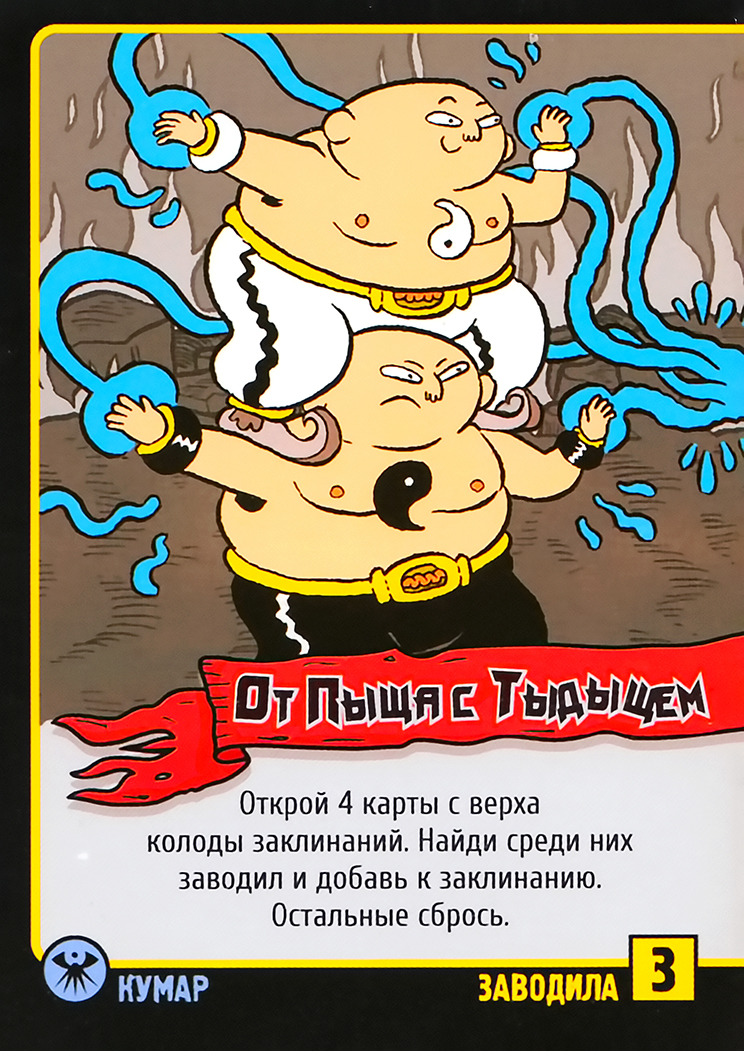 От Пыща с Тыдыщем
Открой 4 карты с верха
колоды заклинаний. Найди среди них
заводил и добавь к заклинанию.
Остальные сбрось.
КУМАР
ЗАВОДИЛА 3